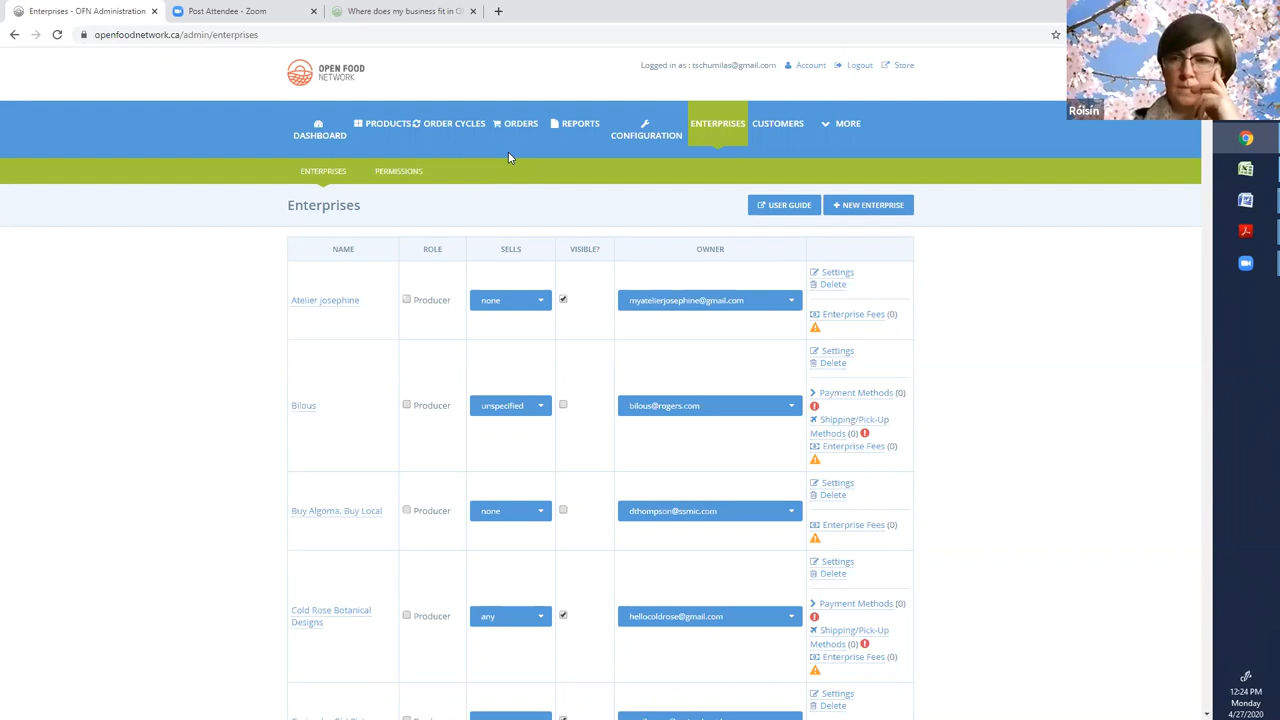 Enterprises - OFN Administration
Post Attendee - Zoom
Where does my business fit in O
openfoodnetwork.ca/admin/enterprises
OPEN FOOD
NETWORK
Logged in as : tschumilas@gmail.com Account Logout Store
DASHBOARD PRODUCTS ORDER CYCLES ORDERS REPORTS CONFIGURATION ENTERPRISES CUSTOMERS MORE
ENTERPRISES PERMISSIONS
Enterprises
USER GUIDE NEW ENTERPRISE
NAME ROLE SELLS VISIBLE? OWNER
Atelier josephine Producer none myatelierjosephine@gmail.com
Settings
Delete
Enterprise Fees (0)
Bilous Producer unspecified bilous@rogers.com
Settings
Delete
Payment Methods (0)
Shipping/Pick-Up
Methods (0)
Enterprise Fees (0)
Buy Algoma, Buy Local Producer none dthompson@ssmic.com
Settings
Delete
Enterprise Fees (0)
Cold Rose Botanical
Designs
Producer any hellocoldrose@gmail.com
Settings
Delete
Payment Methods (0)
Shipping/Pick-Up
Methods (0)
Enterprise Fees (0)
Settings
Delete
Róisín
12:24 PM
Monday
4/27/2020